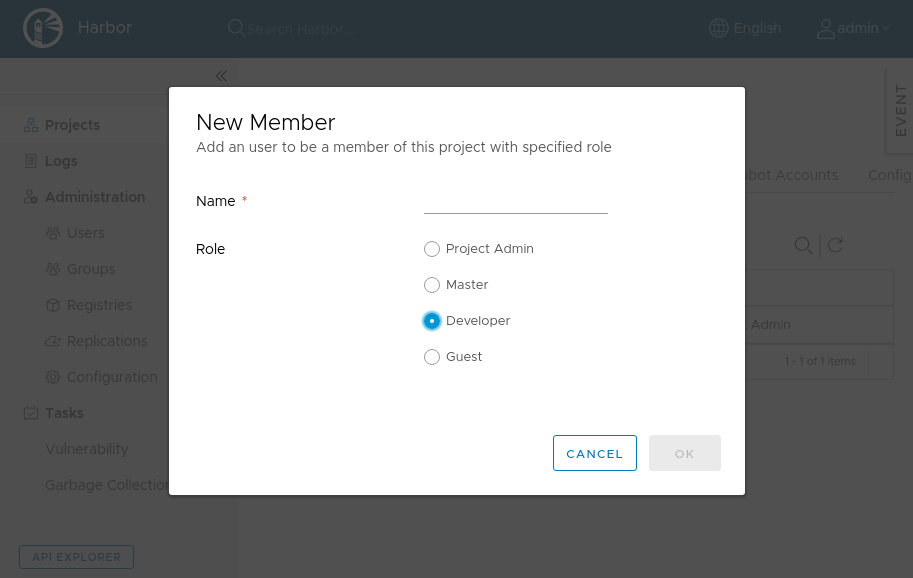 Harbor
Search Harbor...
English
admin
EVENT
Projects
Logs
Administration
Users
Groups
Registries
Replications
Configuration
Tasks
Vulnerability
Garbage Collection
API EXPLORER
New Member
Add an user to be a member of this project with specified role
Name *
Role
Project Admin
Master
Developer
Guest
CANCEL
OK
Accounts
Config
Admin
1 - 1 of 1 items